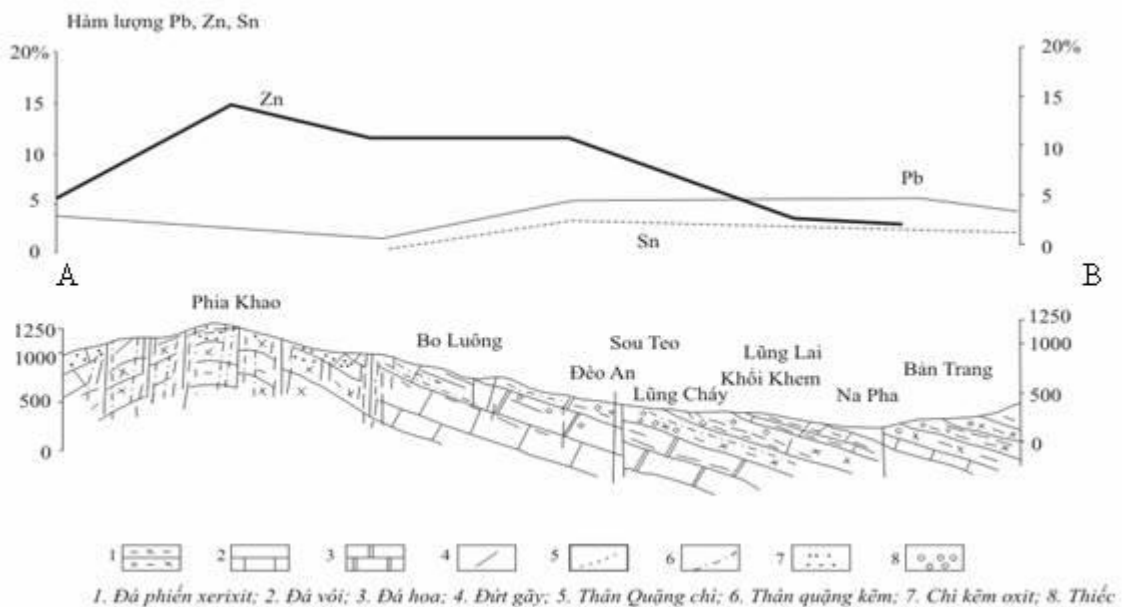 Hàm lượng Pb, Zn, Sn
20% 20%
Zn
15 15
10 10
Pb
5 5
Sn
0 0
A B
Phia Khao
1250 1250
Bo Luông Sou Teo Lũng Lai
1000 1000
Đèo An Khôi Khem Bản Trang
Lũng Cháy Na Pha
500 500
0 0
1 2 3 4 5 6 7 8
1. Đá phiến xerixit; 2. Đá vôi; 3. Đá hoa; 4. Đứt gãy; 5. Thân Quặng chì; 6. Thân quặng kẽm; 7. Chì kẽm oxit; 8. Thiếc